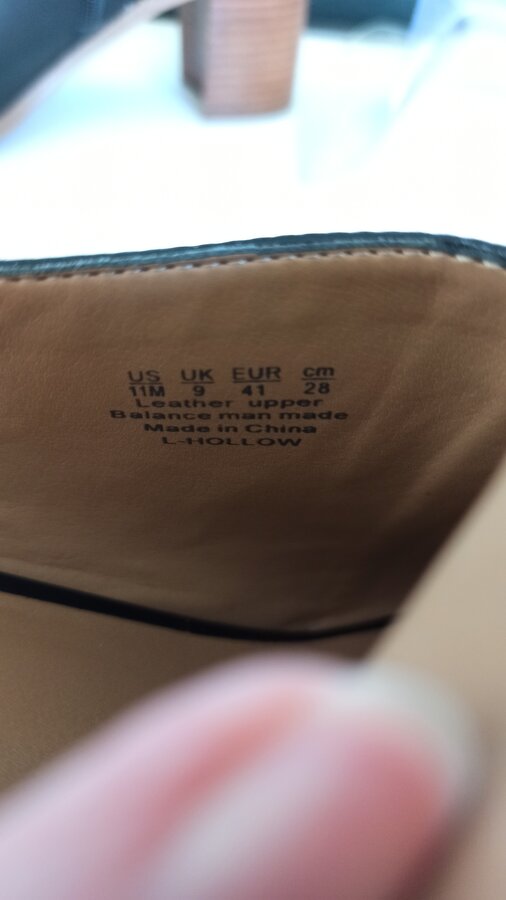 US UK EUR cm
11M 9 41 28
Leather upper
Balance man made
Made in China
L-HOLLOW